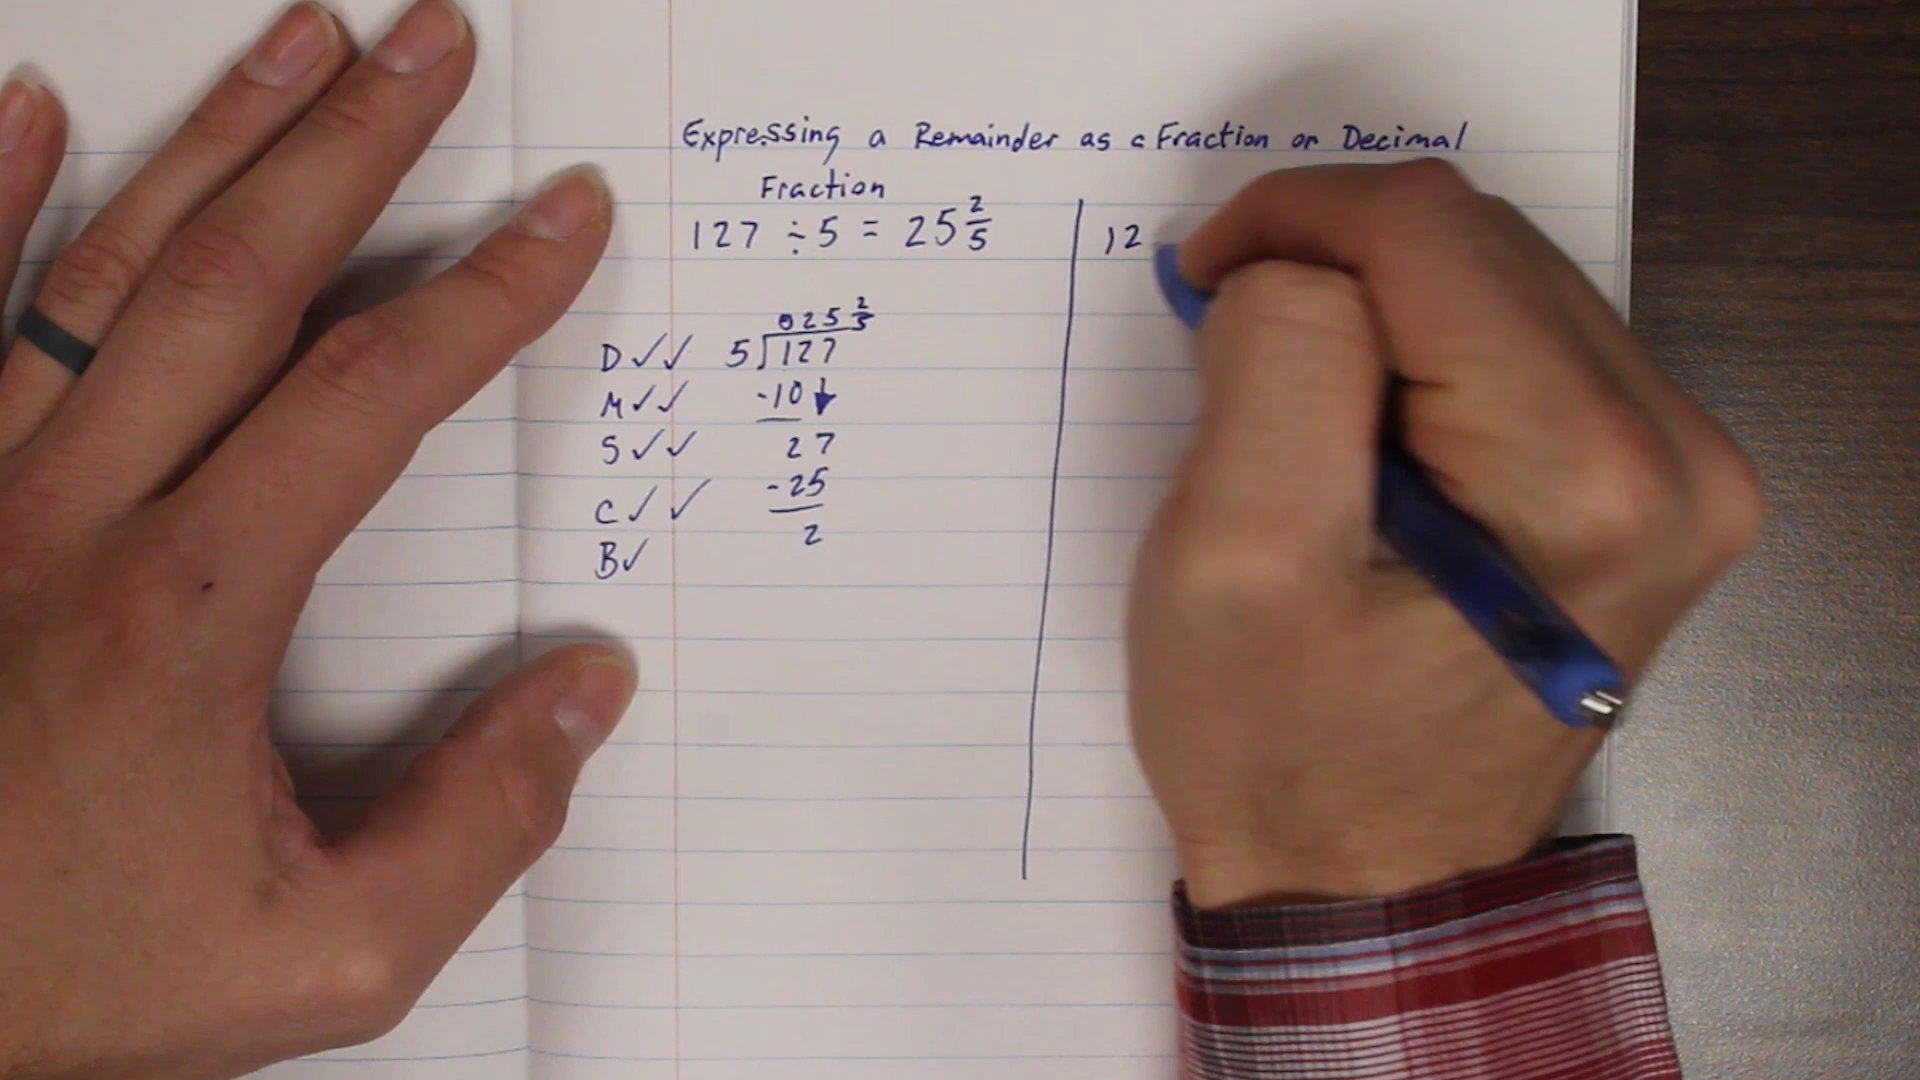 Expressing a Remainder as a Fraction or Decimal
Fraction
127 ÷ 5 = 25 2/5
12
025 2/5
D ✓✓ 5⟌127
M ✓✓ -10↓
S ✓✓ 27
C ✓✓ -25
2
B ✓